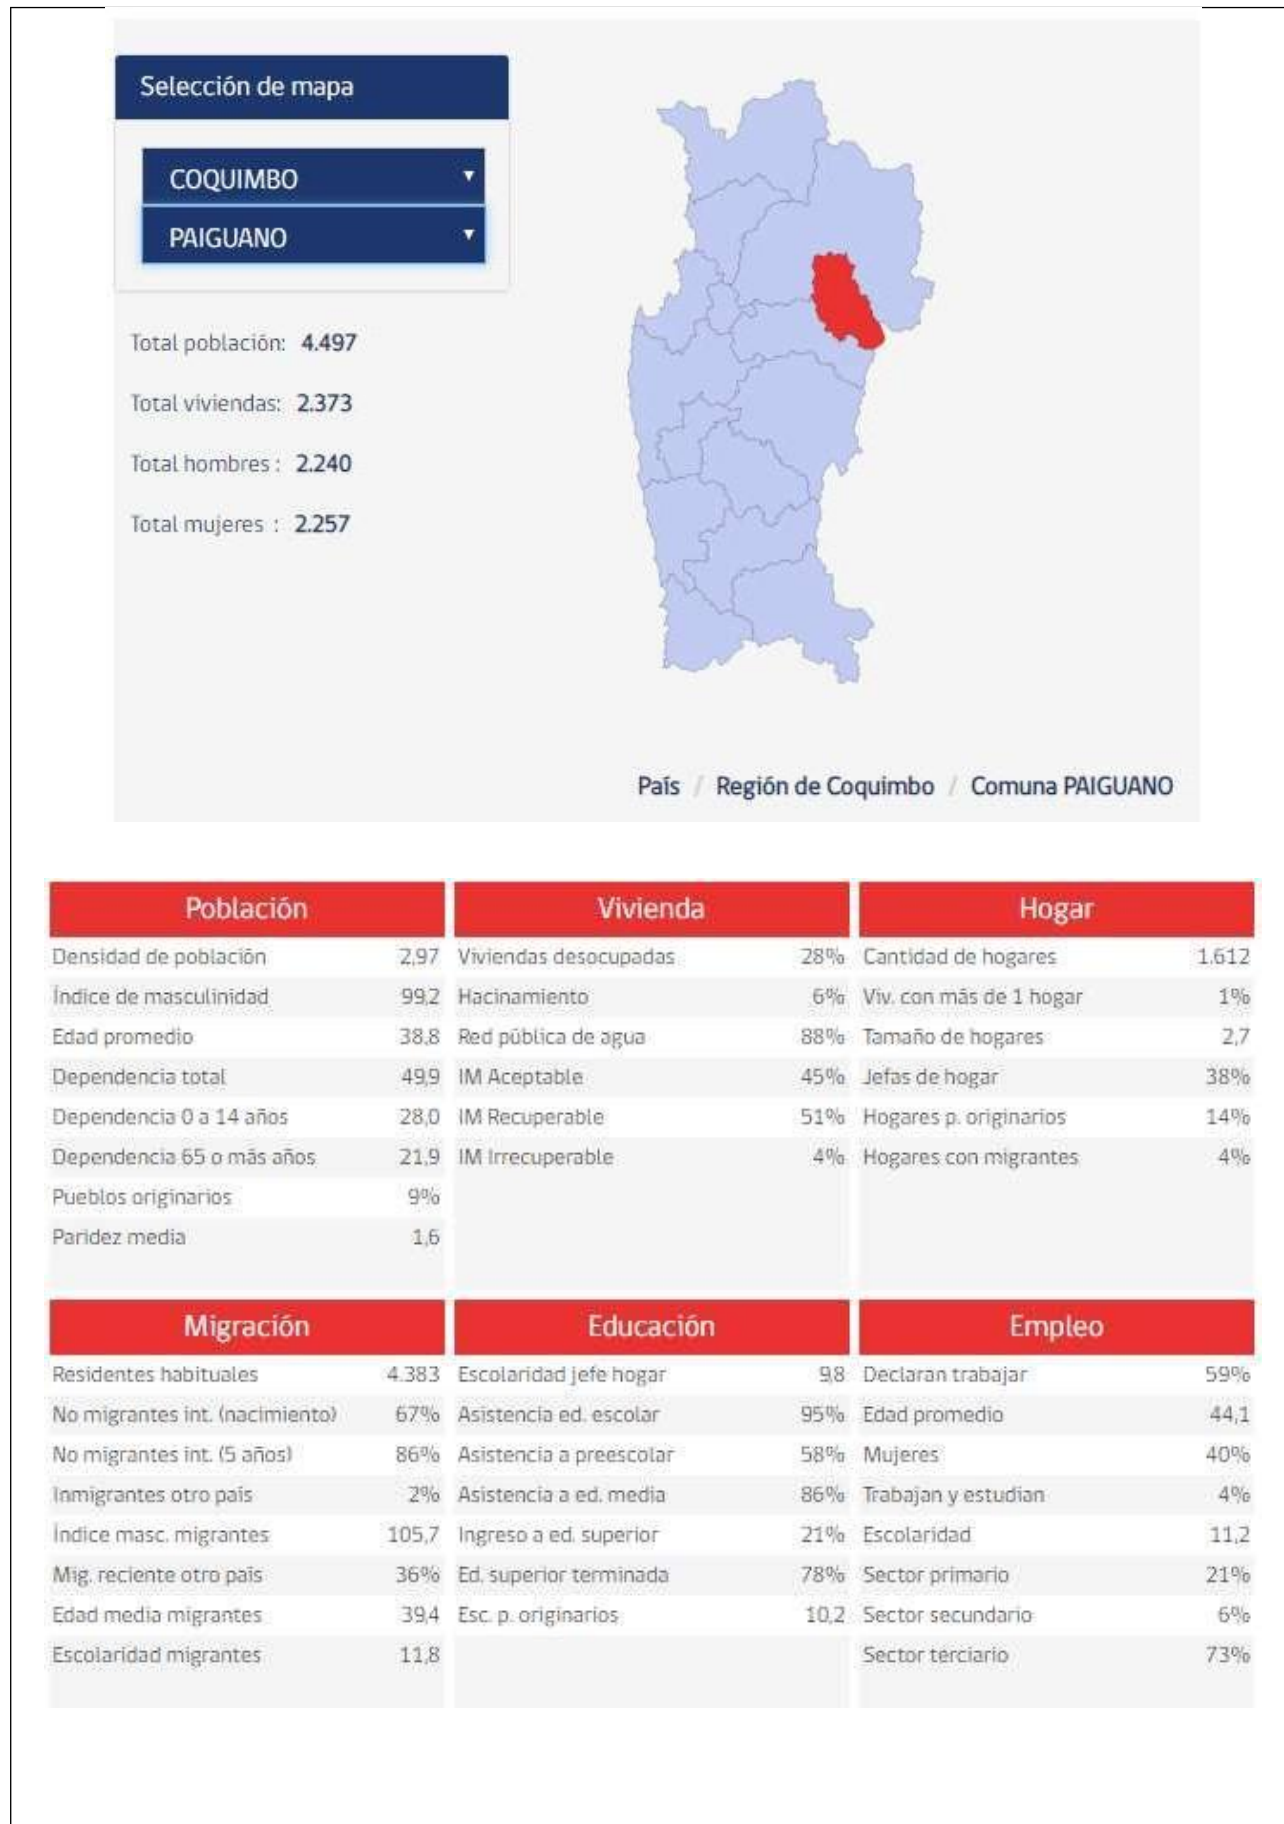 Selección de mapa
COQUIMBO
PAIGUANO
Total población: 4.497
Total viviendas: 2.373
Total hombres : 2.240
Total mujeres : 2.257
País / Región de Coquimbo / Comuna PAIGUANO
Población
Densidad de población 2,97
Índice de masculinidad 99,2
Edad promedio 38,8
Dependencia total 49,9
Dependencia 0 a 14 años 28,0
Dependencia 65 o más años 21,9
Pueblos originarios 9%
Paridez media 1,6
Vivienda
Viviendas desocupadas 28%
Hacinamiento 6%
Red pública de agua 88%
IM Aceptable 45%
IM Recuperable 51%
IM Irrecuperable 4%
Hogar
Cantidad de hogares 1.612
Viv. con más de 1 hogar 1%
Tamaño de hogares 2,7
Jefas de hogar 38%
Hogares p. originarios 14%
Hogares con migrantes 4%
Migración
Residentes habituales 4.383
No migrantes int. (nacimiento) 67%
No migrantes int. (5 años) 86%
Inmigrantes otro país 2%
Índice masc. migrantes 105,7
Mig. reciente otro país 36%
Edad media migrantes 39,4
Escolaridad migrantes 11,8
Educación
Escolaridad jefe hogar 9,8
Asistencia ed. escolar 95%
Asistencia a preescolar 58%
Asistencia a ed. media 86%
Ingreso a ed. superior 21%
Ed. superior terminada 78%
Esc. p. originarios 10,2
Empleo
Declaran trabajar 59%
Edad promedio 44,1
Mujeres 40%
Trabajan y estudian 4%
Escolaridad 11,2
Sector primario 21%
Sector secundario 6%
Sector terciario 73%